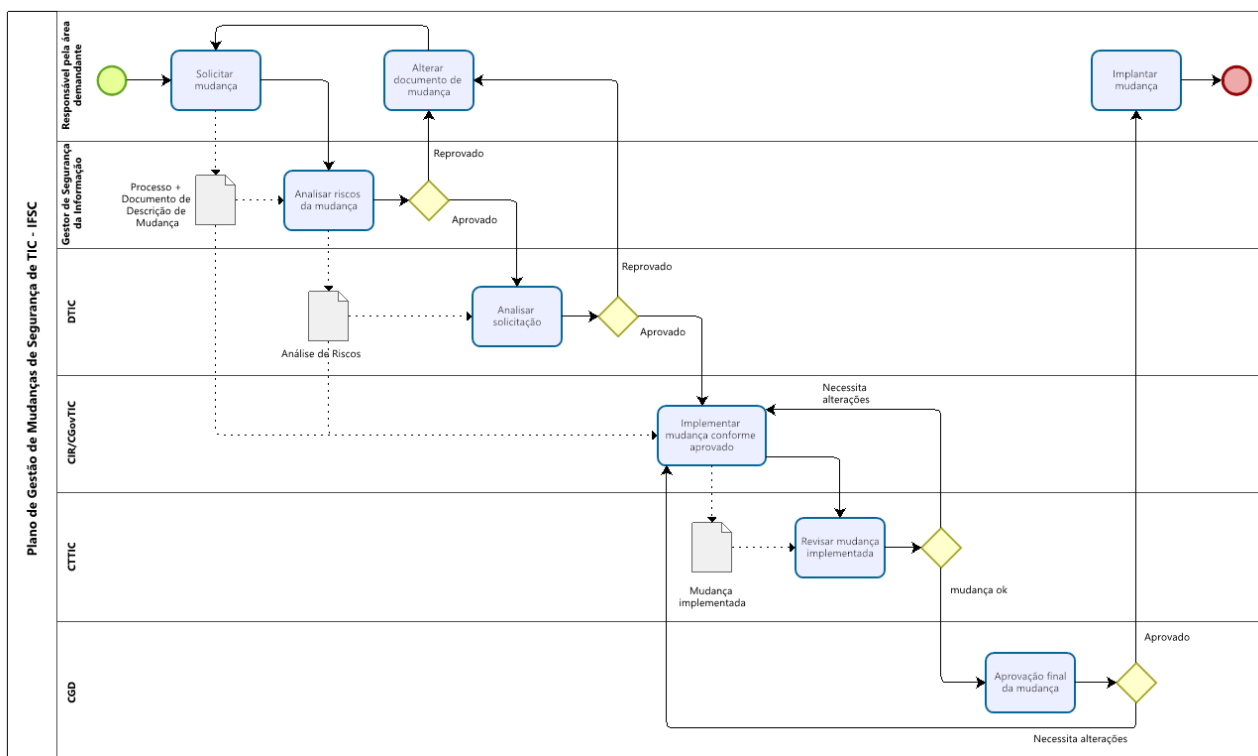 Plano de Gestão de Mudanças de Segurança de TIC - IFSC
Responsável pela área
demandante
Solicitar
mudança
Alterar
documento de
mudança
Implantar
mudança
Gestor de Segurança
da Informação
Processo +
Documento de
Descrição de
Mudança
Analisar riscos
da mudança
Reprovado
Aprovado
DTIC
Análise de Riscos
Analisar
solicitação
Reprovado
Aprovado
CIR/CGovTIC
Implementar
mudança conforme
aprovado
Necessita
alterações
CTTIC
Mudança
implementada
Revisar mudança
implementada
mudança ok
CGD
Aprovação final
da mudança
Aprovado
Necessita alterações